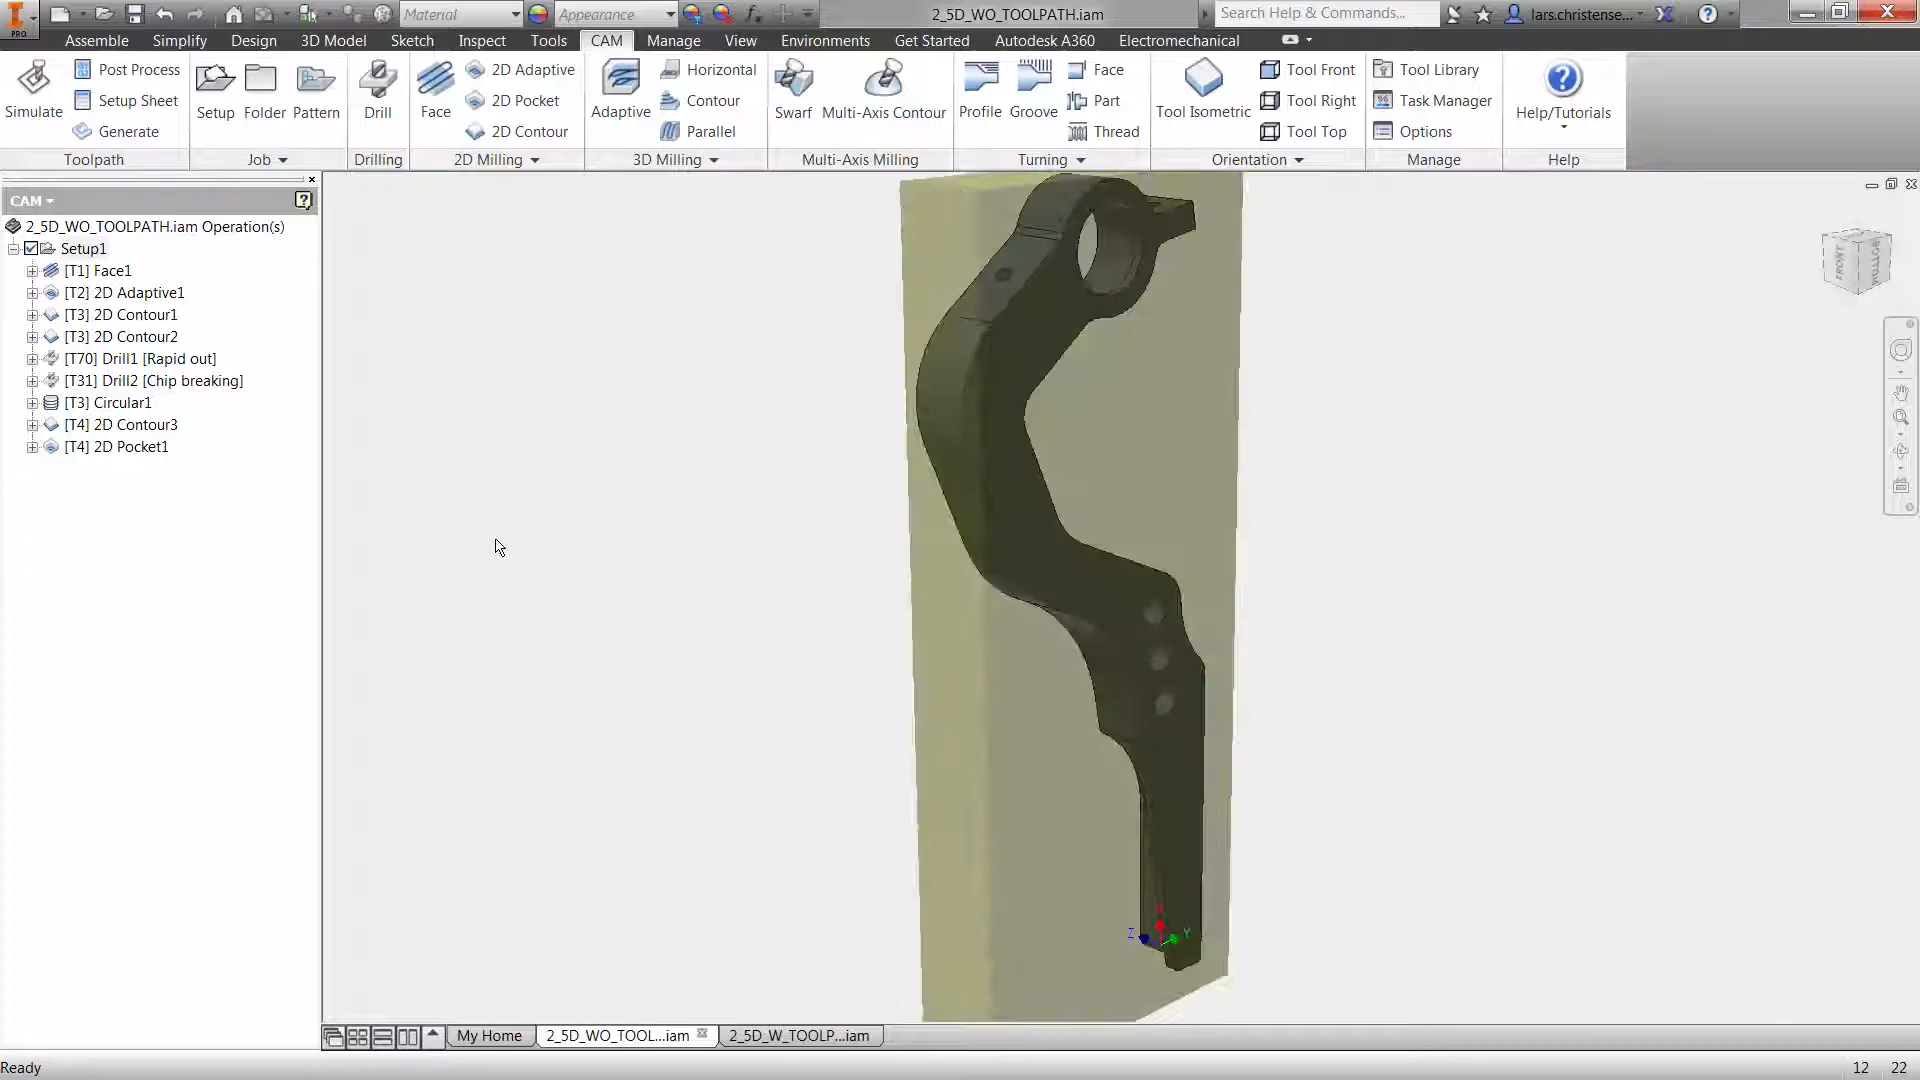 PRO
Material
Appearance
2_5D_WO_TOOLPATH.iam
Search Help & Commands...
lars.christense...
Assemble Simplify Design 3D Model Sketch Inspect Tools CAM Manage View Environments Get Started Autodesk A360 Electromechanical
Simulate
Post Process
Setup Sheet
Generate
Toolpath
Setup
Folder
Pattern
Job
Drill
Drilling
Face
2D Adaptive
2D Pocket
2D Contour
2D Milling
Adaptive
Horizontal
Contour
Parallel
3D Milling
Swarf
Multi-Axis Contour
Multi-Axis Milling
Profile
Groove
Face
Part
Thread
Turning
Tool Isometric
Tool Front
Tool Right
Tool Top
Orientation
Tool Library
Task Manager
Options
Manage
Help/Tutorials
Help
CAM
2_5D_WO_TOOLPATH.iam Operation(s)
Setup1
[T1] Face1
[T2] 2D Adaptive1
[T3] 2D Contour1
[T3] 2D Contour2
[T70] Drill1 [Rapid out]
[T31] Drill2 [Chip breaking]
[T3] Circular1
[T4] 2D Contour3
[T4] 2D Pocket1
FRONT
BOTTOM
Z
Y
My Home
2_5D_WO_TOOL...iam
2_5D_W_TOOLP...iam
Ready
12 22